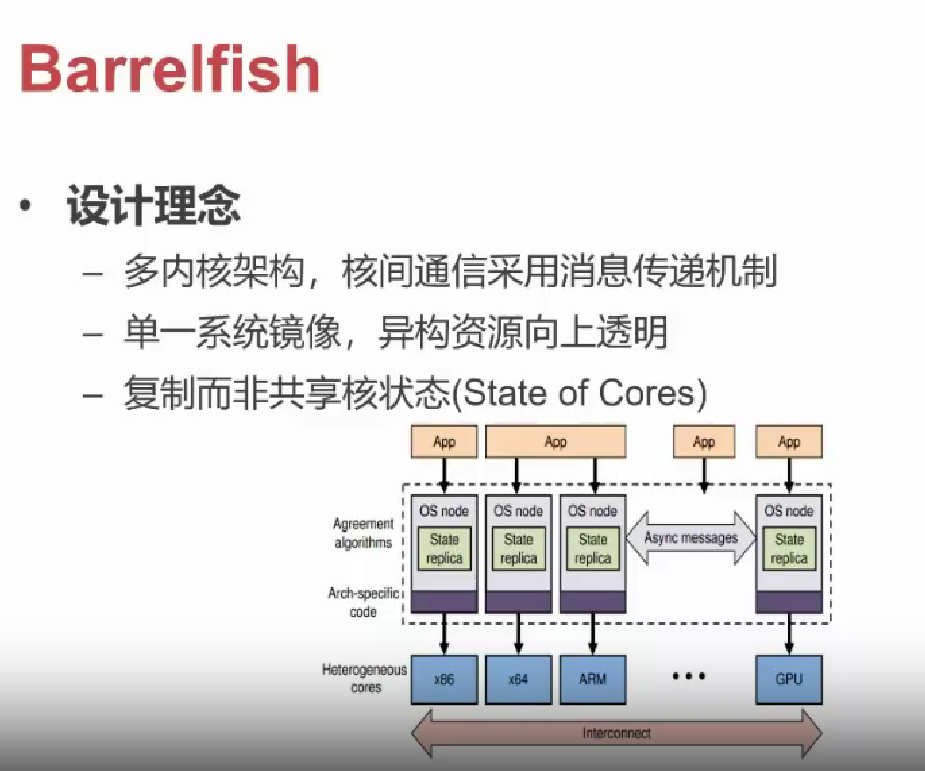 Barrelfish
• 设计理念
– 多内核架构，核间通信采用消息传递机制
– 单一系统镜像，异构资源向上透明
– 复制而非共享核状态(State of Cores)
App App App App
OS node OS node OS node OS node
Agreement
algorithms
State
replica
State
replica
State
replica
Async messages
State
replica
Arch-specific
code
Heterogeneous
cores
x86 x64 ARM ••• GPU
Interconnect